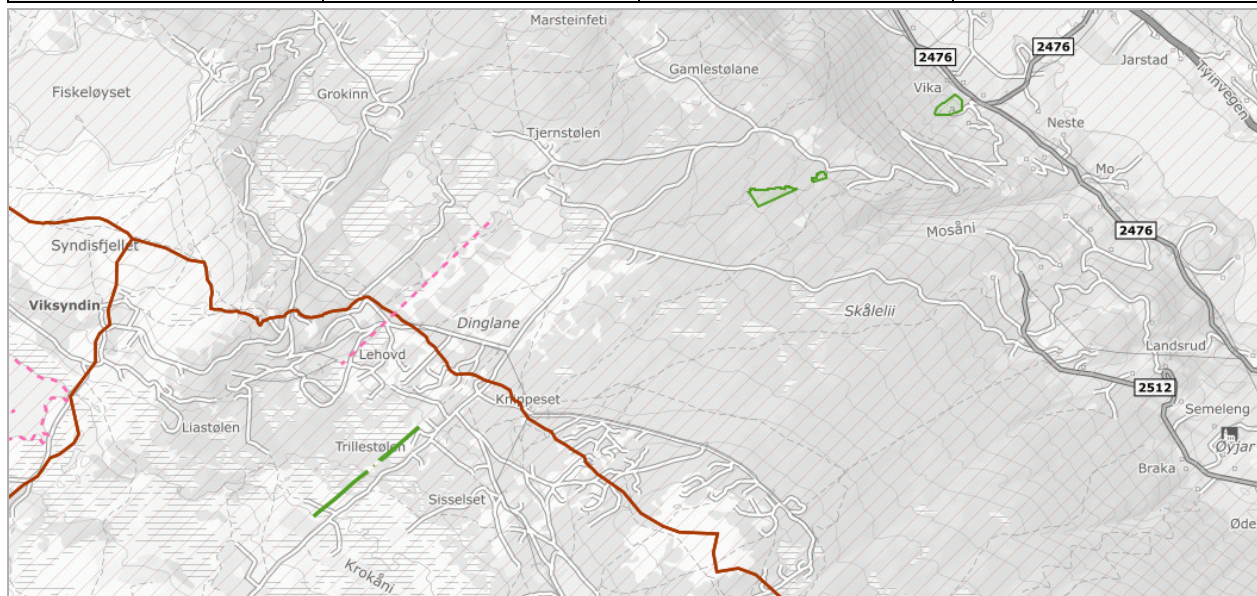 Marsteinfeti
2476
2476
Jarstad
Tyinvegen
Gamlestølane
Vika
Fiskeløyset
Grokinn
Neste
Tjernstølen
Mo
Mosåni
2476
Syndisfjellet
Viksyndin
Dinglane
Skålelii
Lehovd
Landsrud
2512
Knippeset
Semeleng
Liastølen
Trillestølen
Øyjar
Braka
Sisselset
Øde
Krokåni